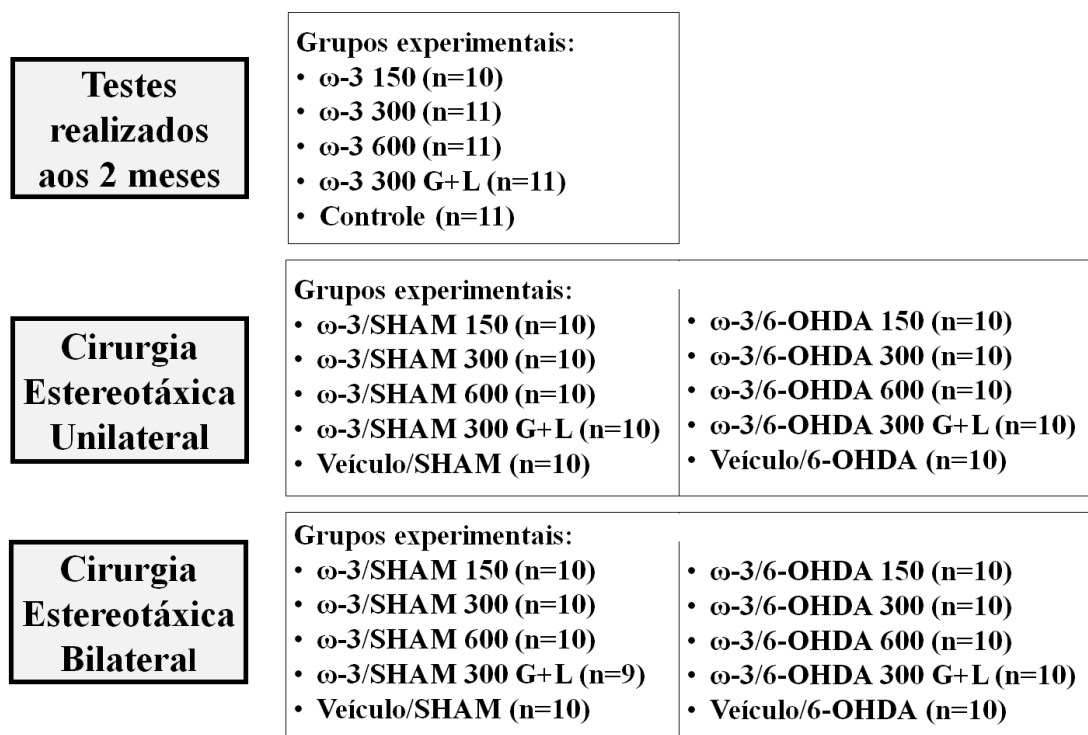 Testes
realizados
aos 2 meses
Grupos experimentais:
• ω-3 150 (n=10)
• ω-3 300 (n=11)
• ω-3 600 (n=11)
• ω-3 300 G+L (n=11)
• Controle (n=11)
Cirurgia
Estereotáxica
Unilateral
Grupos experimentais:
• ω-3/SHAM 150 (n=10)
• ω-3/SHAM 300 (n=10)
• ω-3/SHAM 600 (n=10)
• ω-3/SHAM 300 G+L (n=10)
• Veículo/SHAM (n=10)
• ω-3/6-OHDA 150 (n=10)
• ω-3/6-OHDA 300 (n=10)
• ω-3/6-OHDA 600 (n=10)
• ω-3/6-OHDA 300 G+L (n=10)
• Veículo/6-OHDA (n=10)
Cirurgia
Estereotáxica
Bilateral
Grupos experimentais:
• ω-3/SHAM 150 (n=10)
• ω-3/SHAM 300 (n=10)
• ω-3/SHAM 600 (n=10)
• ω-3/SHAM 300 G+L (n=9)
• Veículo/SHAM (n=10)
• ω-3/6-OHDA 150 (n=10)
• ω-3/6-OHDA 300 (n=10)
• ω-3/6-OHDA 600 (n=10)
• ω-3/6-OHDA 300 G+L (n=10)
• Veículo/6-OHDA (n=10)